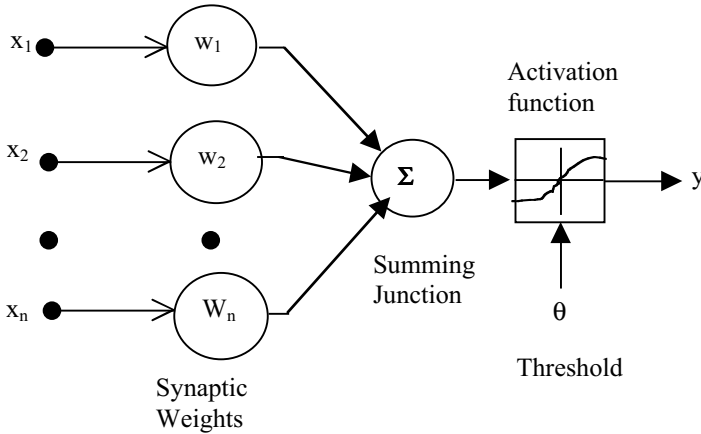 x₁
w₁
Activation
function
x₂
w₂
Σ
y
Summing
Junction
xₙ
Wₙ
θ
Threshold
Synaptic
Weights